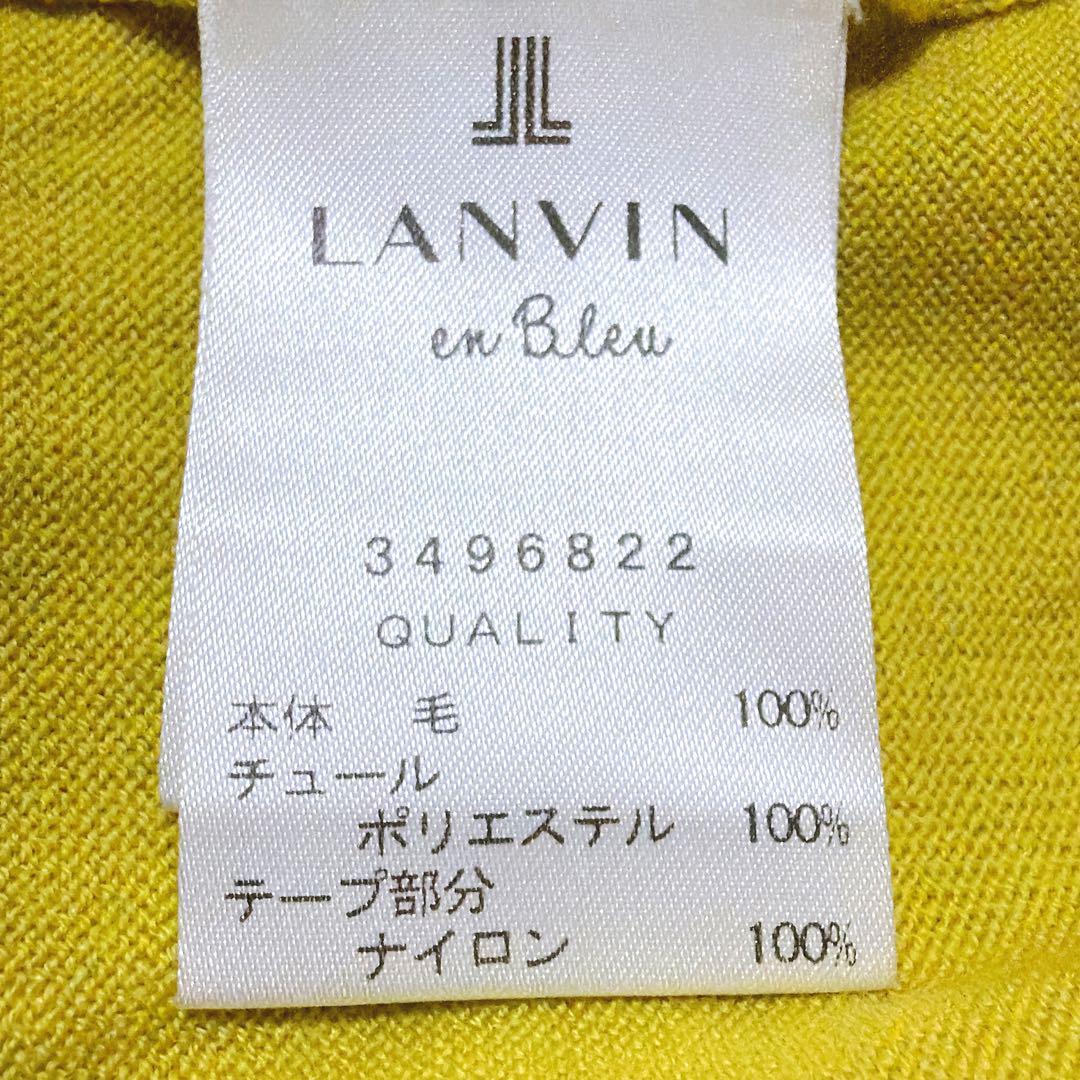 LANVIN
en Bleu
3496822
QUALITY
本体 毛 100%
チュール
ポリエステル 100%
テープ部分
ナイロン 100%